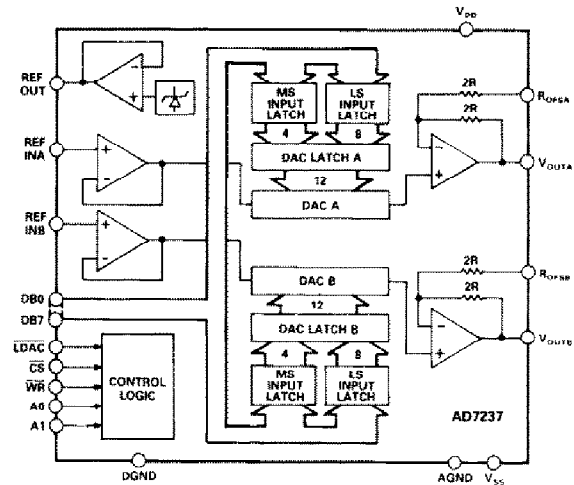 VDD
REF OUT
REF INA
REF INB
DB0
DB7
LDAC
CS
WR
A0
A1
CONTROL LOGIC
MS INPUT LATCH
LS INPUT LATCH
4
8
DAC LATCH A
12
DAC A
2R
2R
ROFSA
VOUTA
DAC B
12
DAC LATCH B
4
8
MS INPUT LATCH
LS INPUT LATCH
2R
2R
ROFSB
VOUTB
AD7237
DGND
AGND
VSS